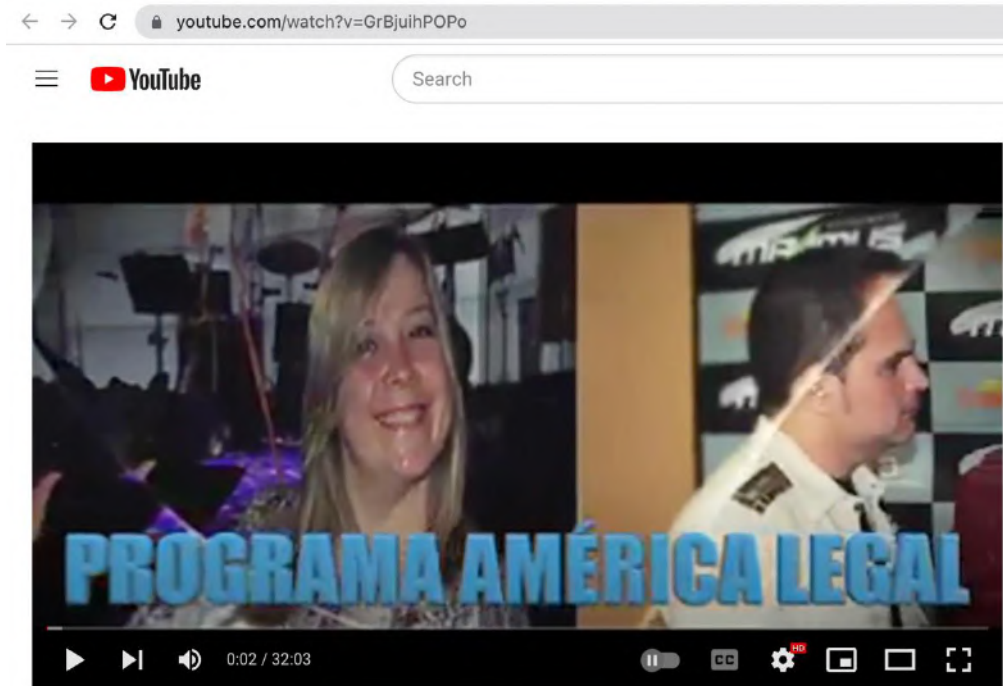 youtube.com/watch?v=GrBjuihPOPo
YouTube
Search
PROGRAMA AMÉRICA LEGAL
0:02 / 32:03
CC
HD